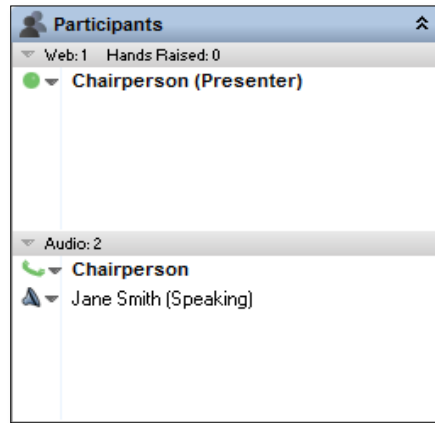 Participants
Web: 1 Hands Raised: 0
Chairperson (Presenter)
Audio: 2
Chairperson
Jane Smith (Speaking)